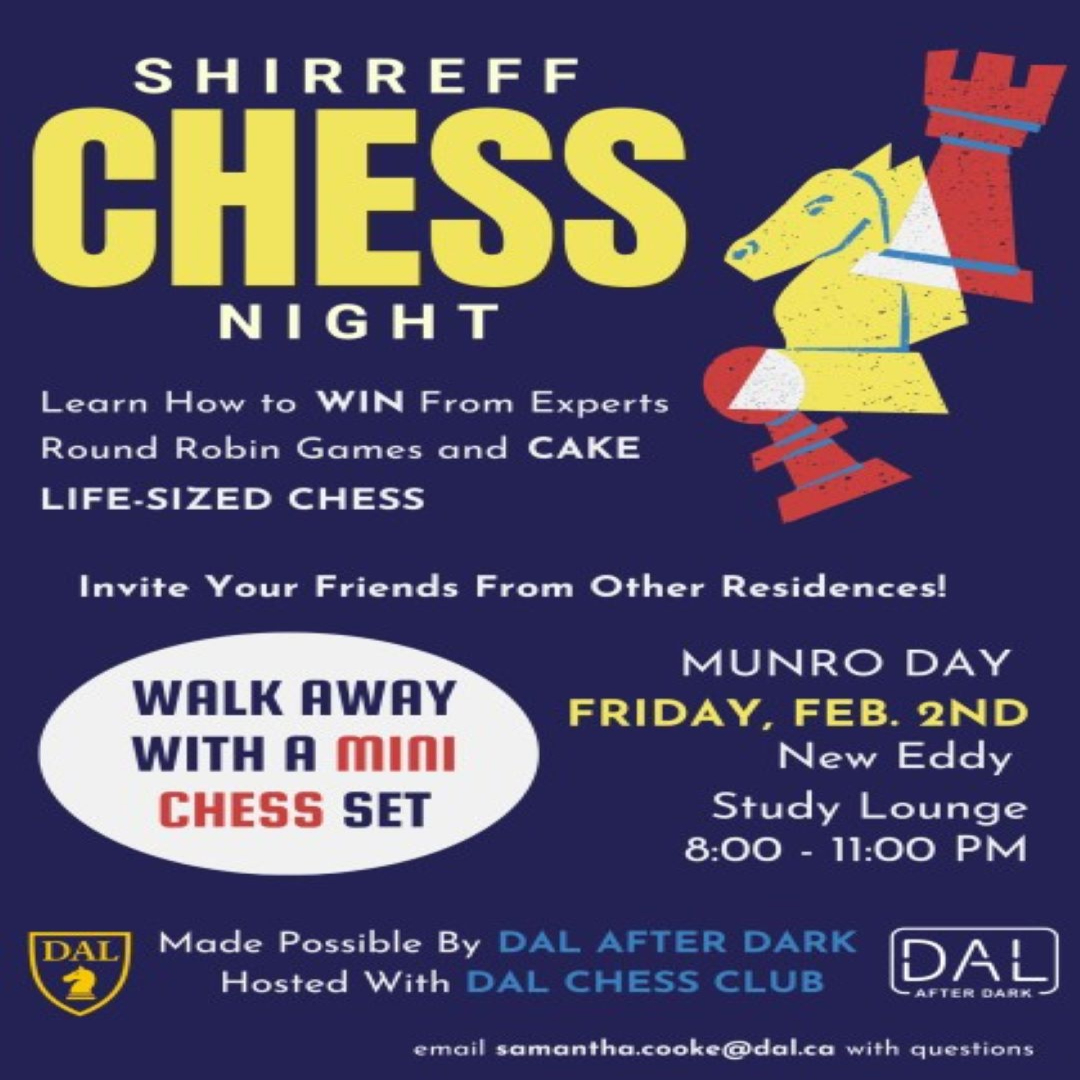 SHIRREFF
CHESS
NIGHT
Learn How to WIN From Experts
Round Robin Games and CAKE
LIFE-SIZED CHESS
Invite Your Friends From Other Residences!
WALK AWAY
WITH A MINI
CHESS SET
MUNRO DAY
FRIDAY, FEB. 2ND
New Eddy
Study Lounge
8:00 - 11:00 PM
DAL
Made Possible By DAL AFTER DARK
Hosted With DAL CHESS CLUB
DAL
AFTER DARK
email samantha.cooke@dal.ca with questions